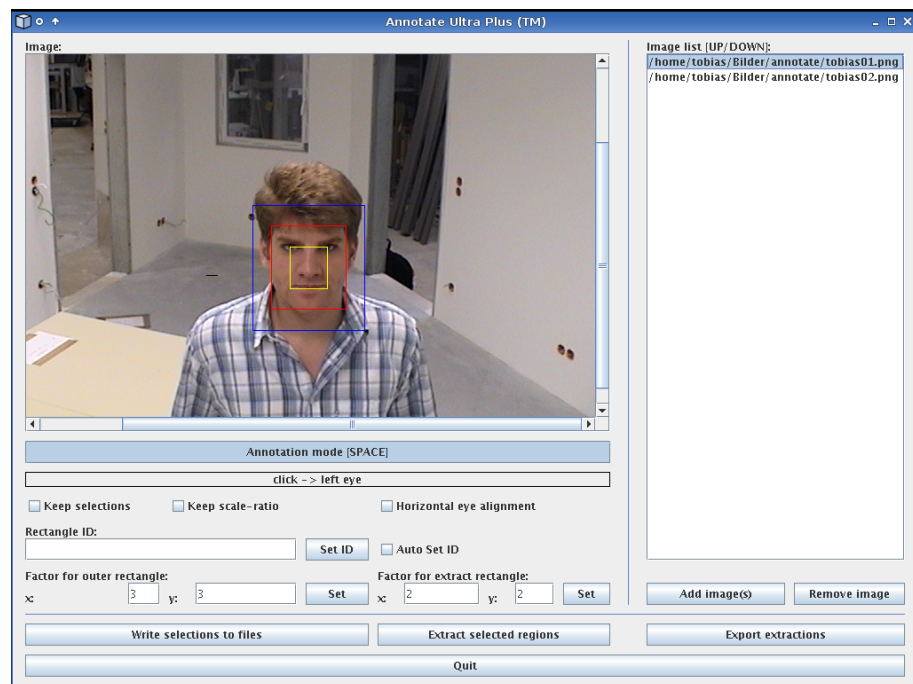 Annotate Ultra Plus (TM)
Image:
Image list [UP/DOWN]:
/home/tobias/Bilder/annotate/tobias01.png
/home/tobias/Bilder/annotate/tobias02.png
Annotation mode [SPACE]
click -> left eye
Keep selections
Keep scale-ratio
Horizontal eye alignment
Rectangle ID:
Set ID
Auto Set ID
Factor for outer rectangle:
x: 3 y: 3 Set
Factor for extract rectangle:
x: 2 y: 2 Set
Add image(s)
Remove image
Write selections to files
Extract selected regions
Export extractions
Quit